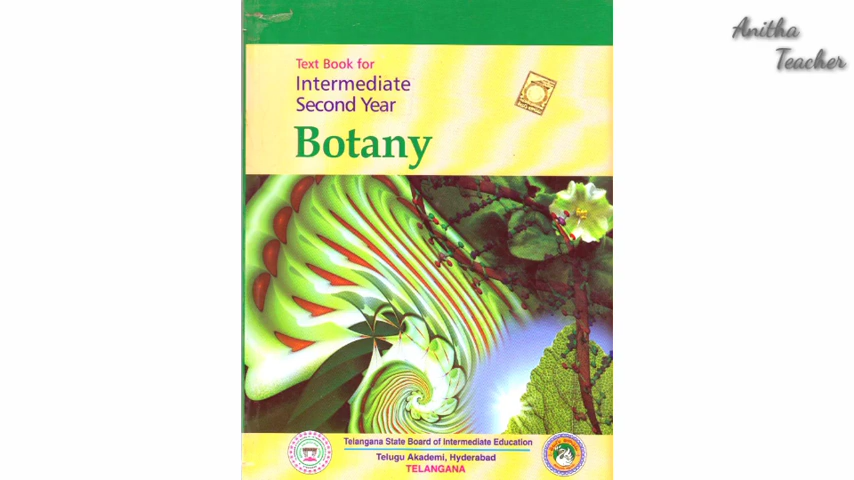 Anitha
Teacher
Text Book for
Intermediate
Second Year
Botany
Telangana State Board of Intermediate Education
Telugu Akademi, Hyderabad
TELANGANA